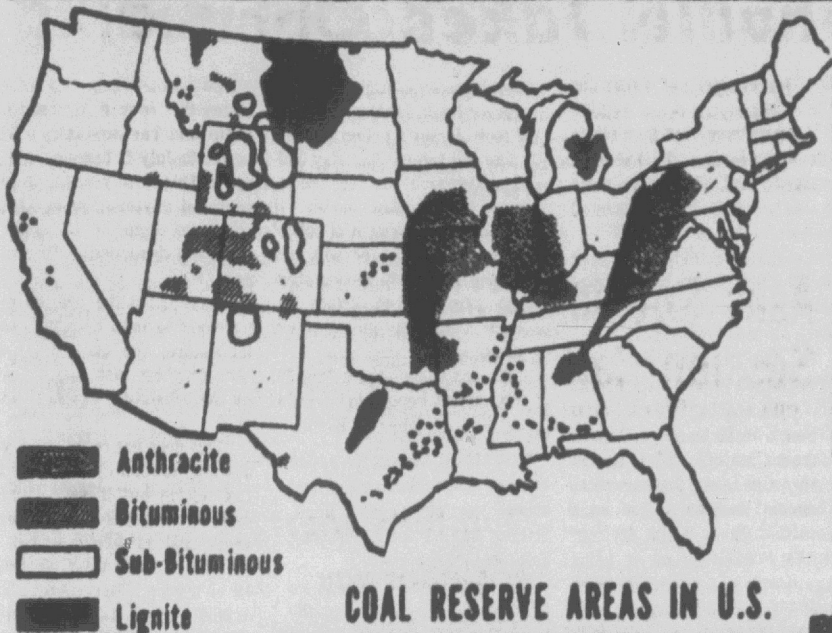 Anthracite
Bituminous
Sub-Bituminous
Lignite
COAL RESERVE AREAS IN U.S.